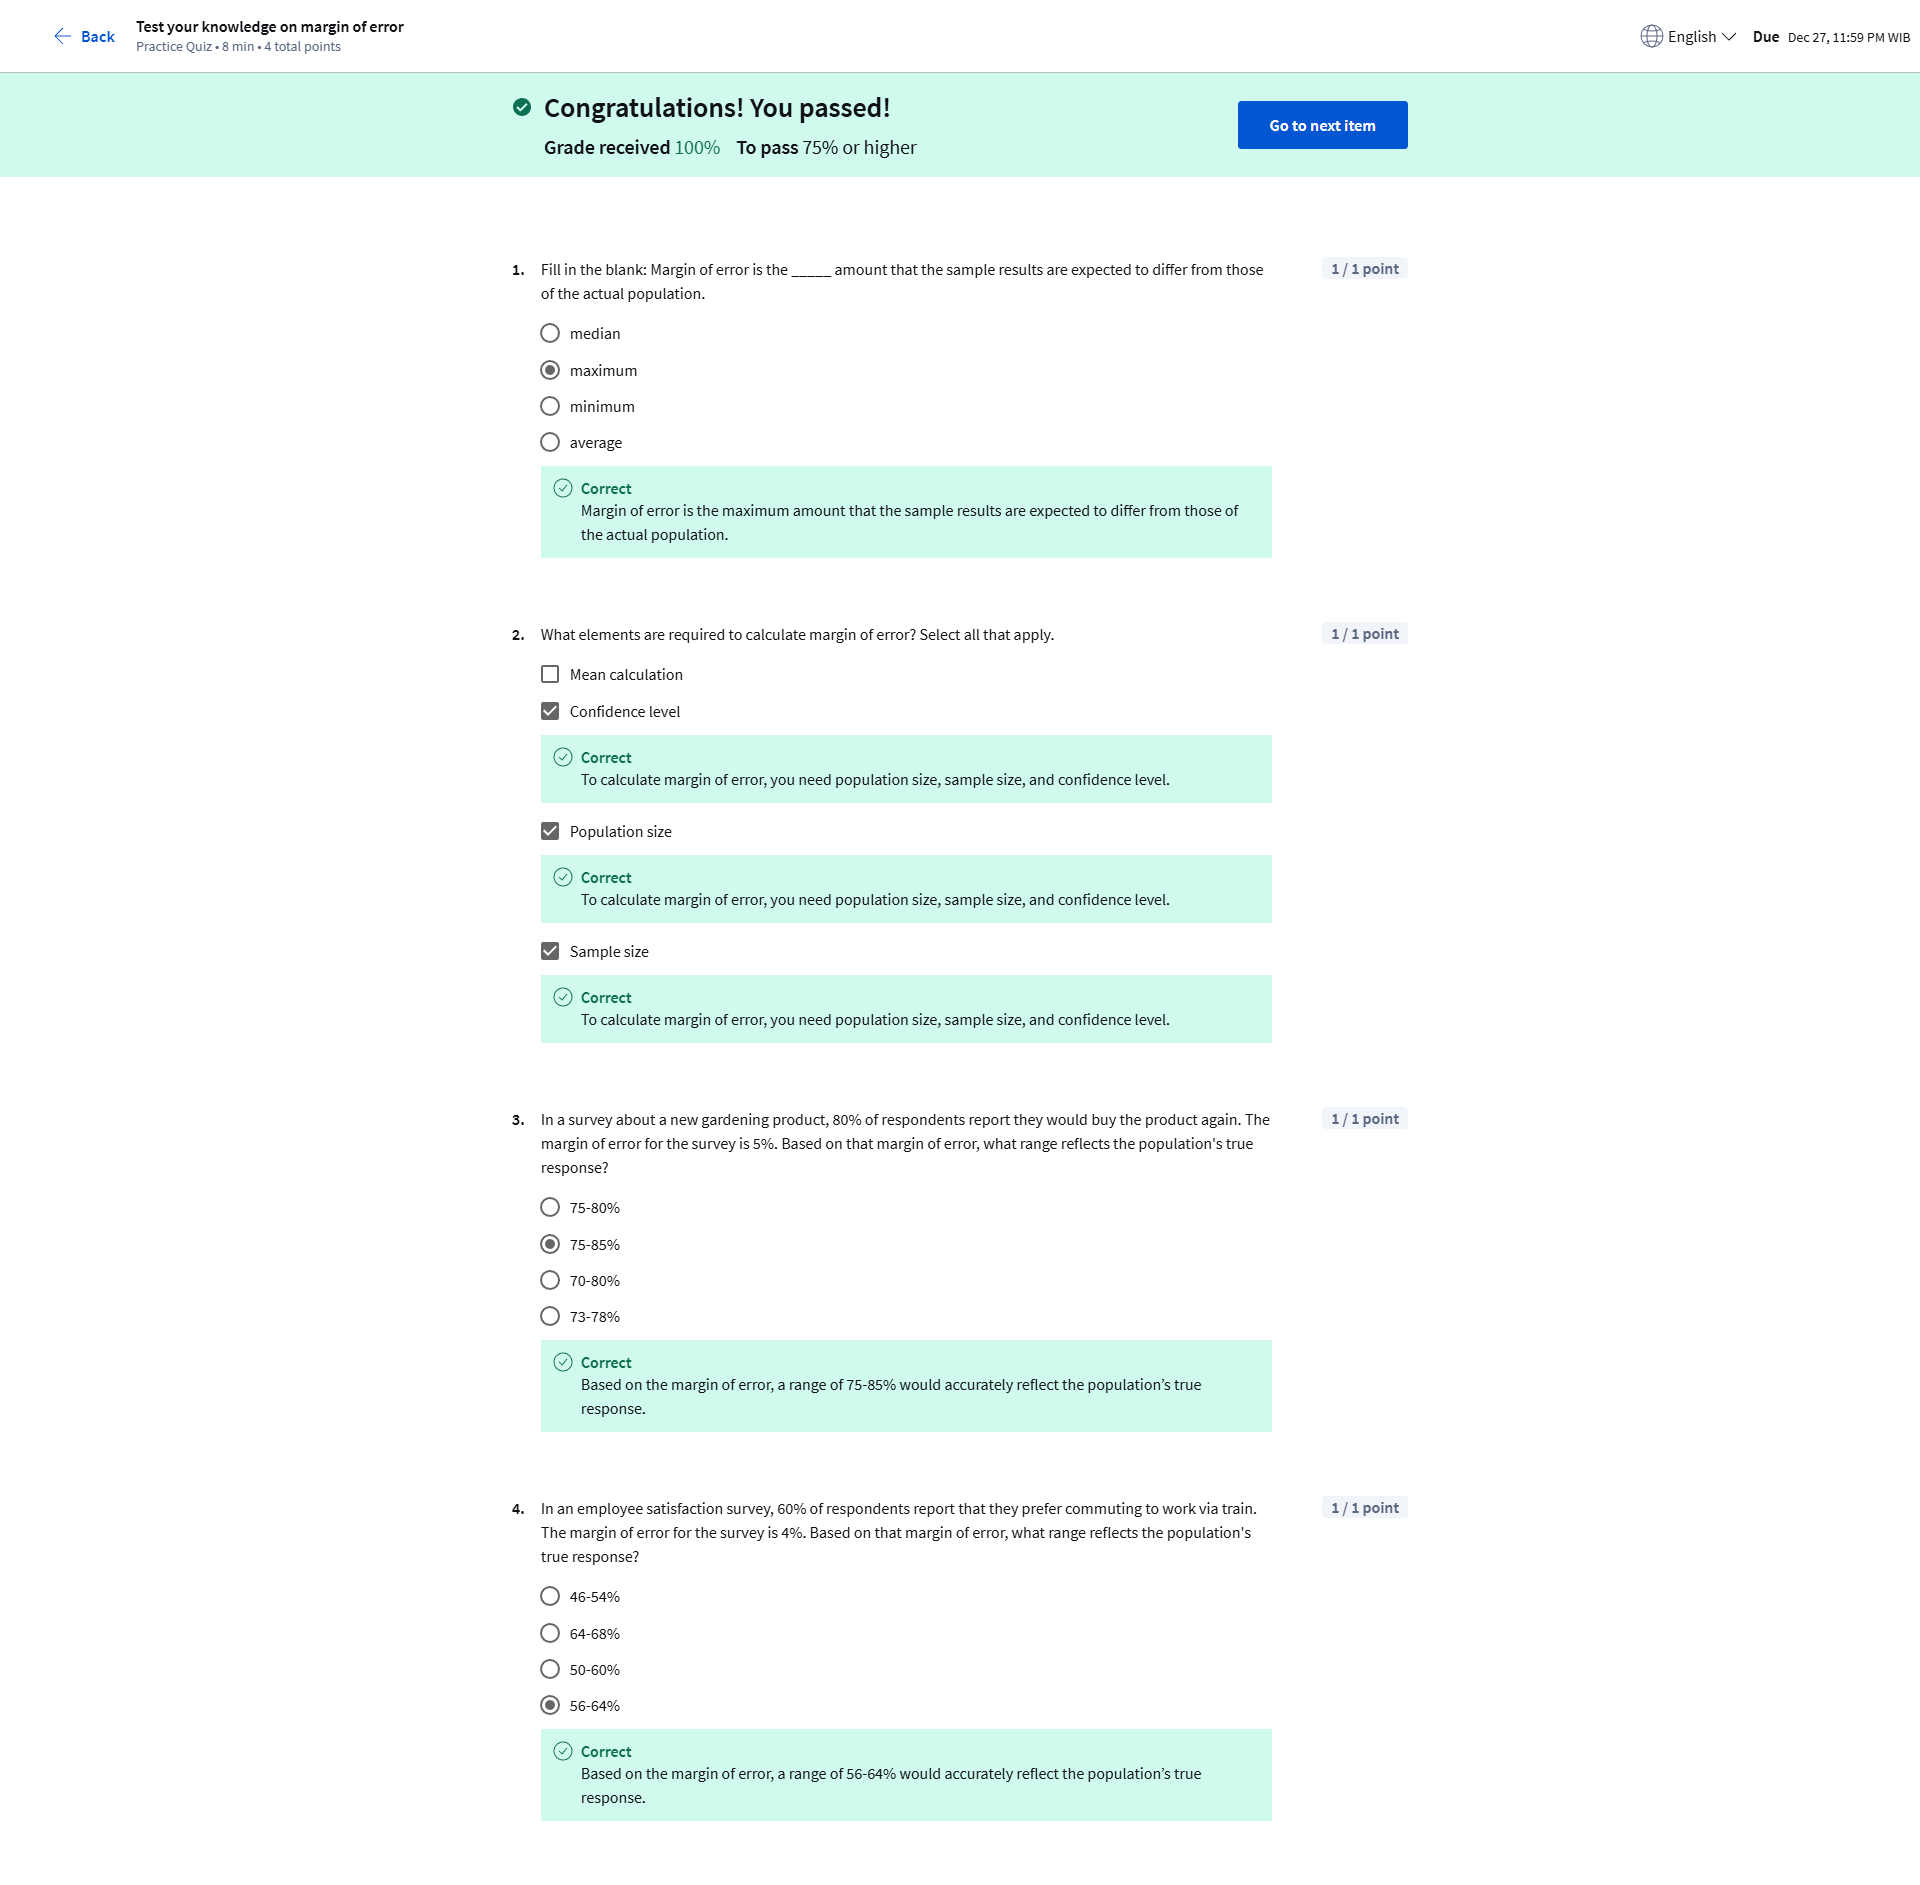 Back
Test your knowledge on margin of error
Practice Quiz • 8 min • 4 total points
English
Due Dec 27, 11:59 PM WIB
Congratulations! You passed!
Grade received 100% To pass 75% or higher
Go to next item
1. Fill in the blank: Margin of error is the _____ amount that the sample results are expected to differ from those
of the actual population.
1 / 1 point
median
maximum
minimum
average
Correct
Margin of error is the maximum amount that the sample results are expected to differ from those of
the actual population.
2. What elements are required to calculate margin of error? Select all that apply.
1 / 1 point
Mean calculation
Confidence level
Correct
To calculate margin of error, you need population size, sample size, and confidence level.
Population size
Correct
To calculate margin of error, you need population size, sample size, and confidence level.
Sample size
Correct
To calculate margin of error, you need population size, sample size, and confidence level.
3. In a survey about a new gardening product, 80% of respondents report they would buy the product again. The
margin of error for the survey is 5%. Based on that margin of error, what range reflects the population's true
response?
1 / 1 point
75-80%
75-85%
70-80%
73-78%
Correct
Based on the margin of error, a range of 75-85% would accurately reflect the population’s true
response.
4. In an employee satisfaction survey, 60% of respondents report that they prefer commuting to work via train.
The margin of error for the survey is 4%. Based on that margin of error, what range reflects the population's
true response?
1 / 1 point
46-54%
64-68%
50-60%
56-64%
Correct
Based on the margin of error, a range of 56-64% would accurately reflect the population’s true
response.